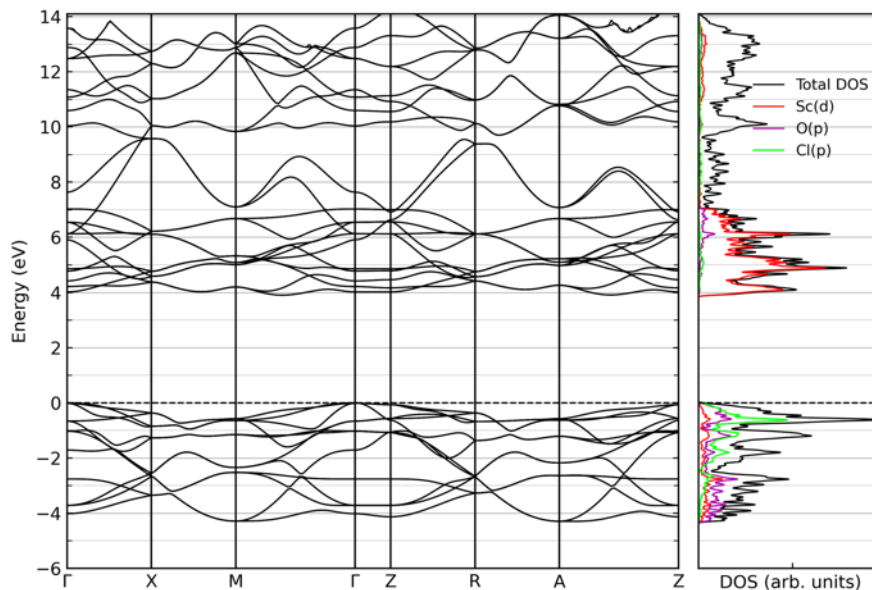 14
12
10
8
6
4
2
0
−2
−4
−6
Energy (eV)
Γ X M Γ Z R A Z
Total DOS
Sc(d)
O(p)
Cl(p)
DOS (arb. units)